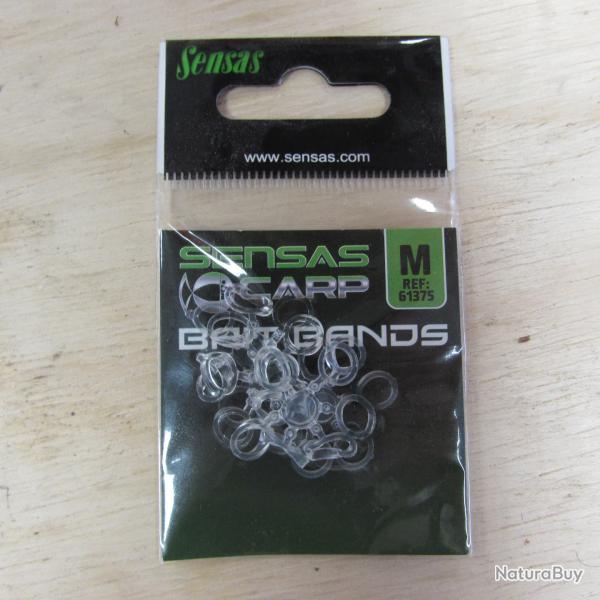 Sensas
www.sensas.com
SENSAS
CARP
BAIT BANDS
M
REF:
61375
NaturaBuy